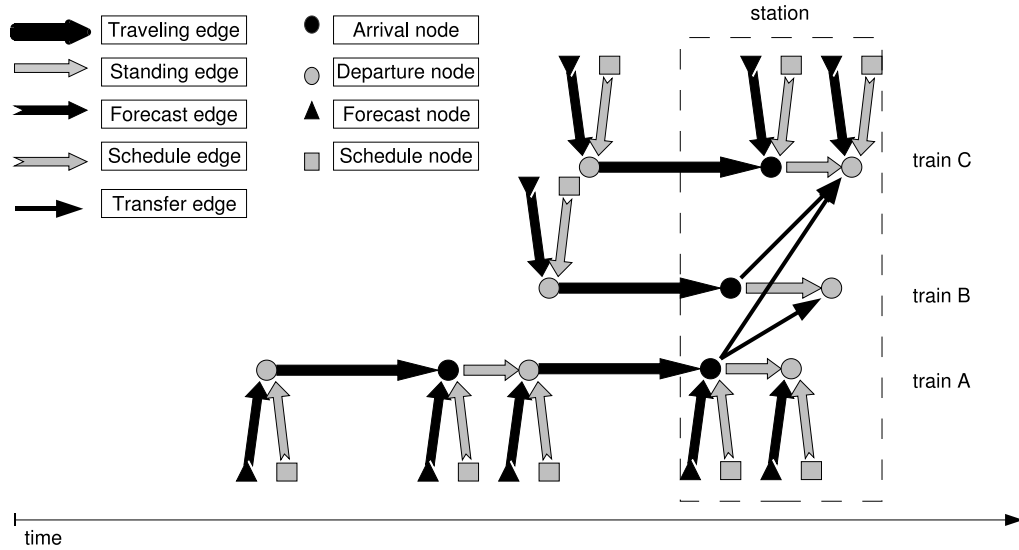 station
Traveling edge
Arrival node
Standing edge
Departure node
Forecast edge
Forecast node
Schedule edge
Schedule node
Transfer edge
train C
train B
train A
time